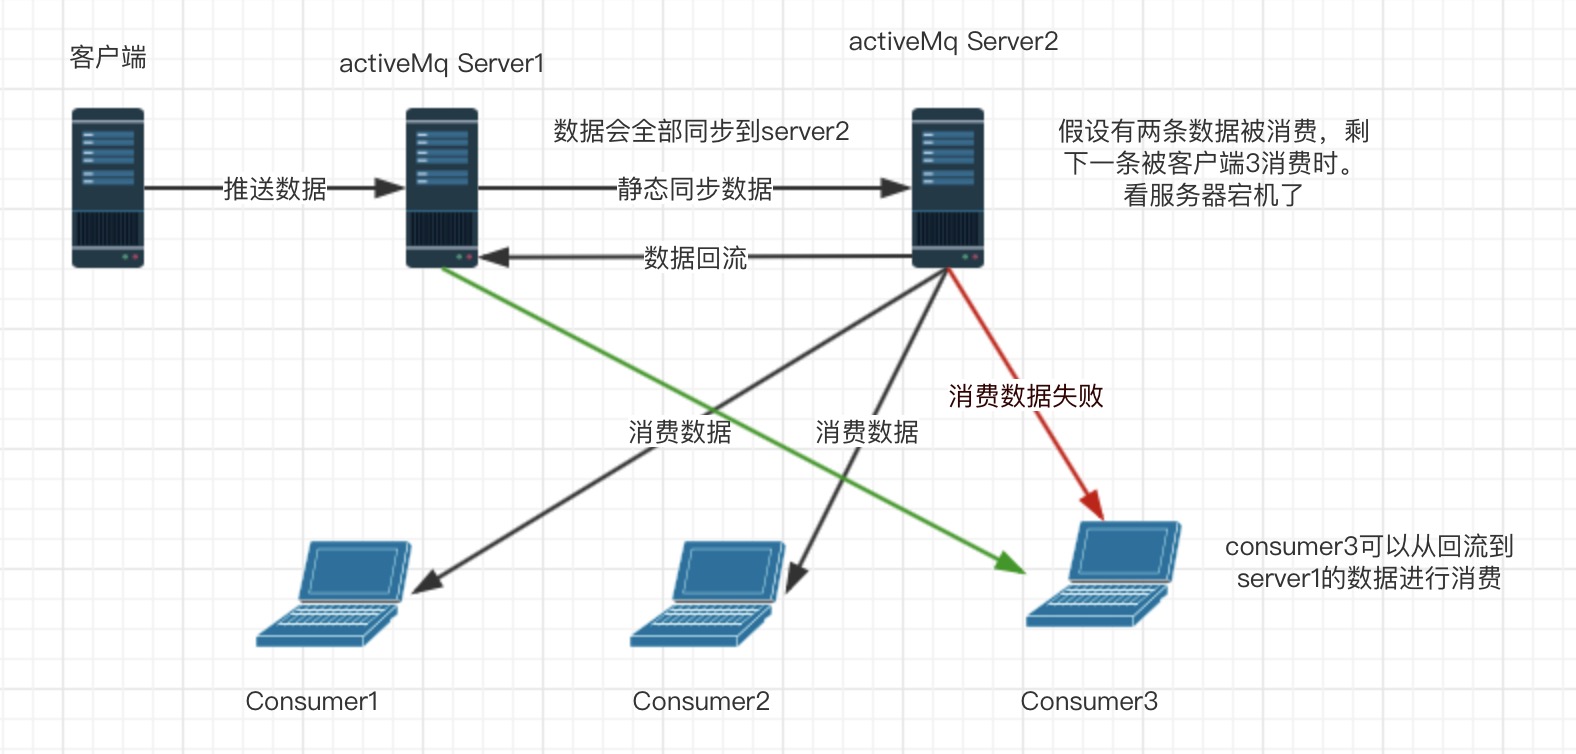 客户端
activeMq Server1
activeMq Server2
数据会全部同步到server2
假设有两条数据被消费，剩
下一条被客户端3消费时。
看服务器宕机了
推送数据
静态同步数据
数据回流
消费数据失败
消费数据
消费数据
consumer3可以从回流到
server1的数据进行消费
Consumer1
Consumer2
Consumer3